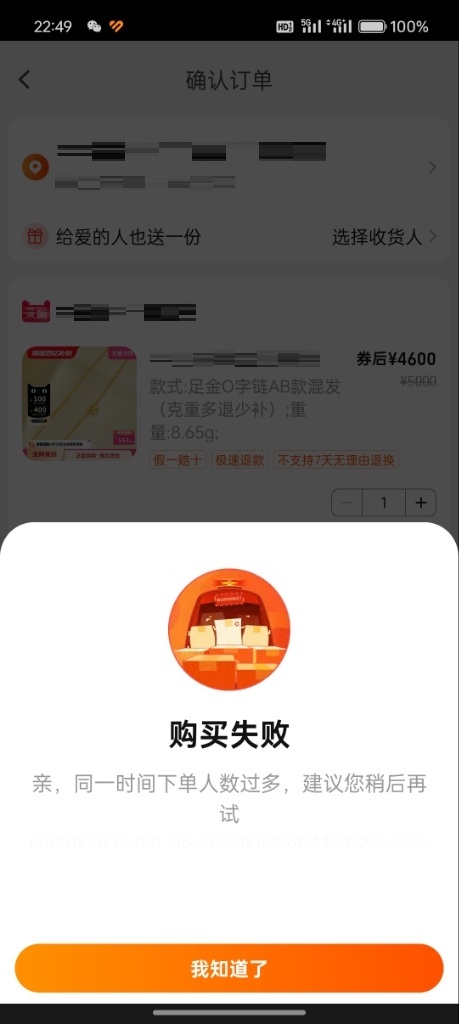 22:49
HD 5G 4G+ 100%
确认订单
给爱的人也送一份
选择收货人
券后¥4600
¥5000
款式:足金O字链AB款混发
（克重多退少补）;重
量:8.65g;
假一赔十 极速退款 不支持7天无理由退换
1
购买失败
亲，同一时间下单人数过多，建议您稍后再
试
我知道了